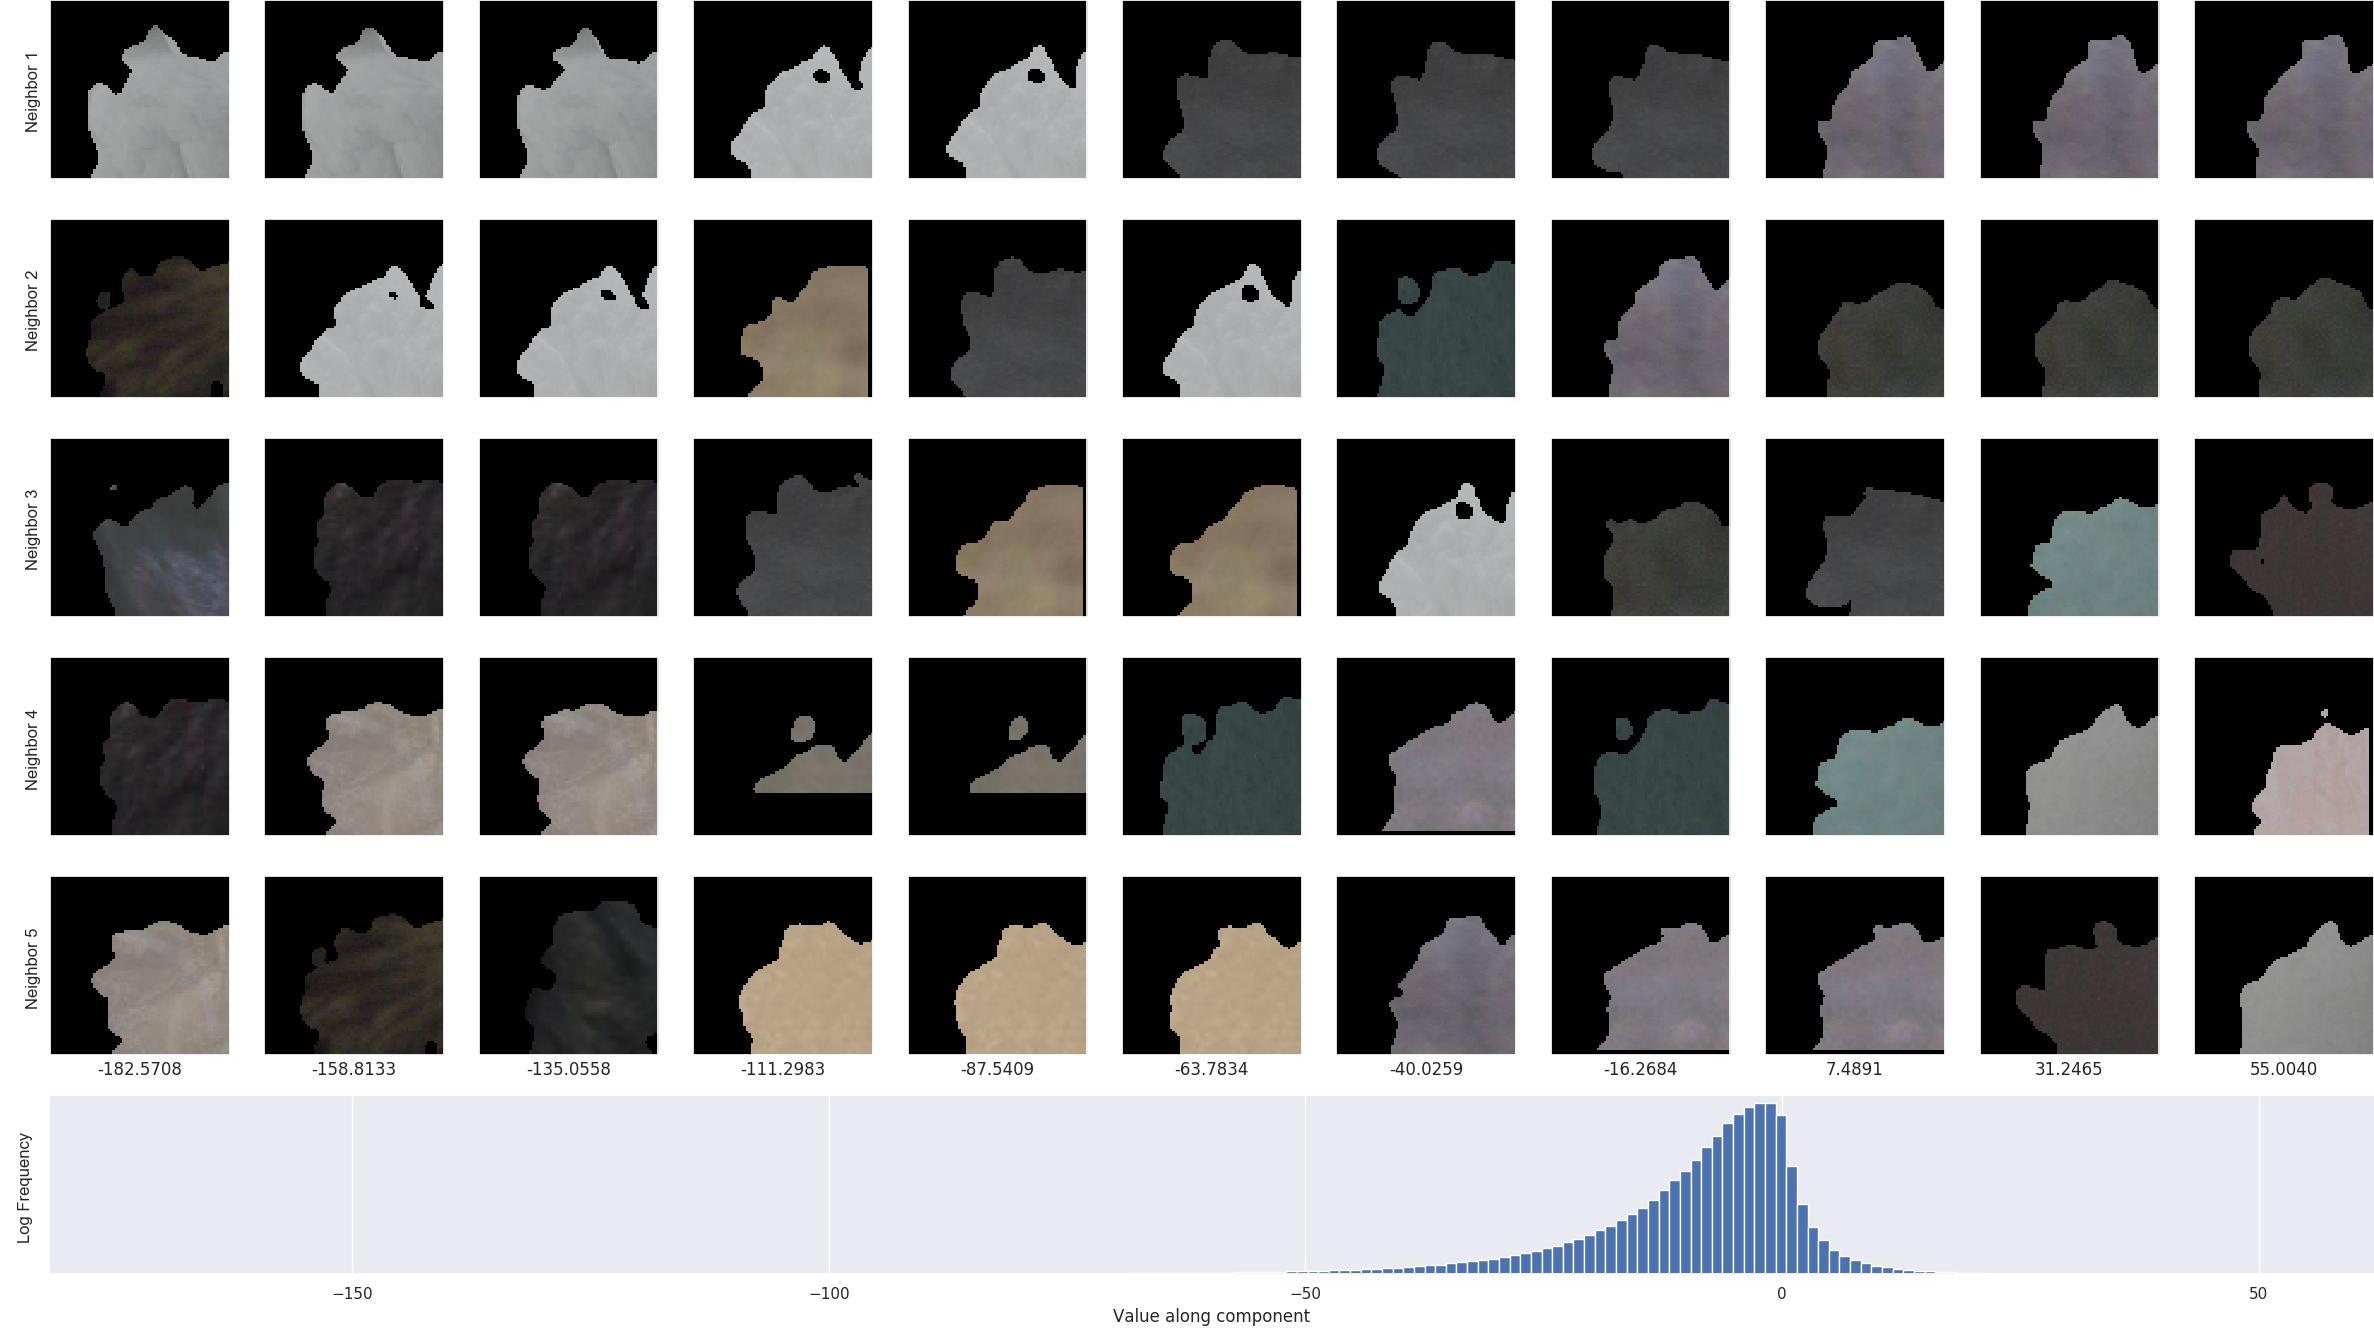 Neighbor 1
Neighbor 2
Neighbor 3
Neighbor 4
Neighbor 5
-182.5708 -158.8133 -135.0558 -111.2983 -87.5409 -63.7834 -40.0259 -16.2684 7.4891 31.2465 55.0040
Log Frequency
−150 −100 −50 0 50
Value along component